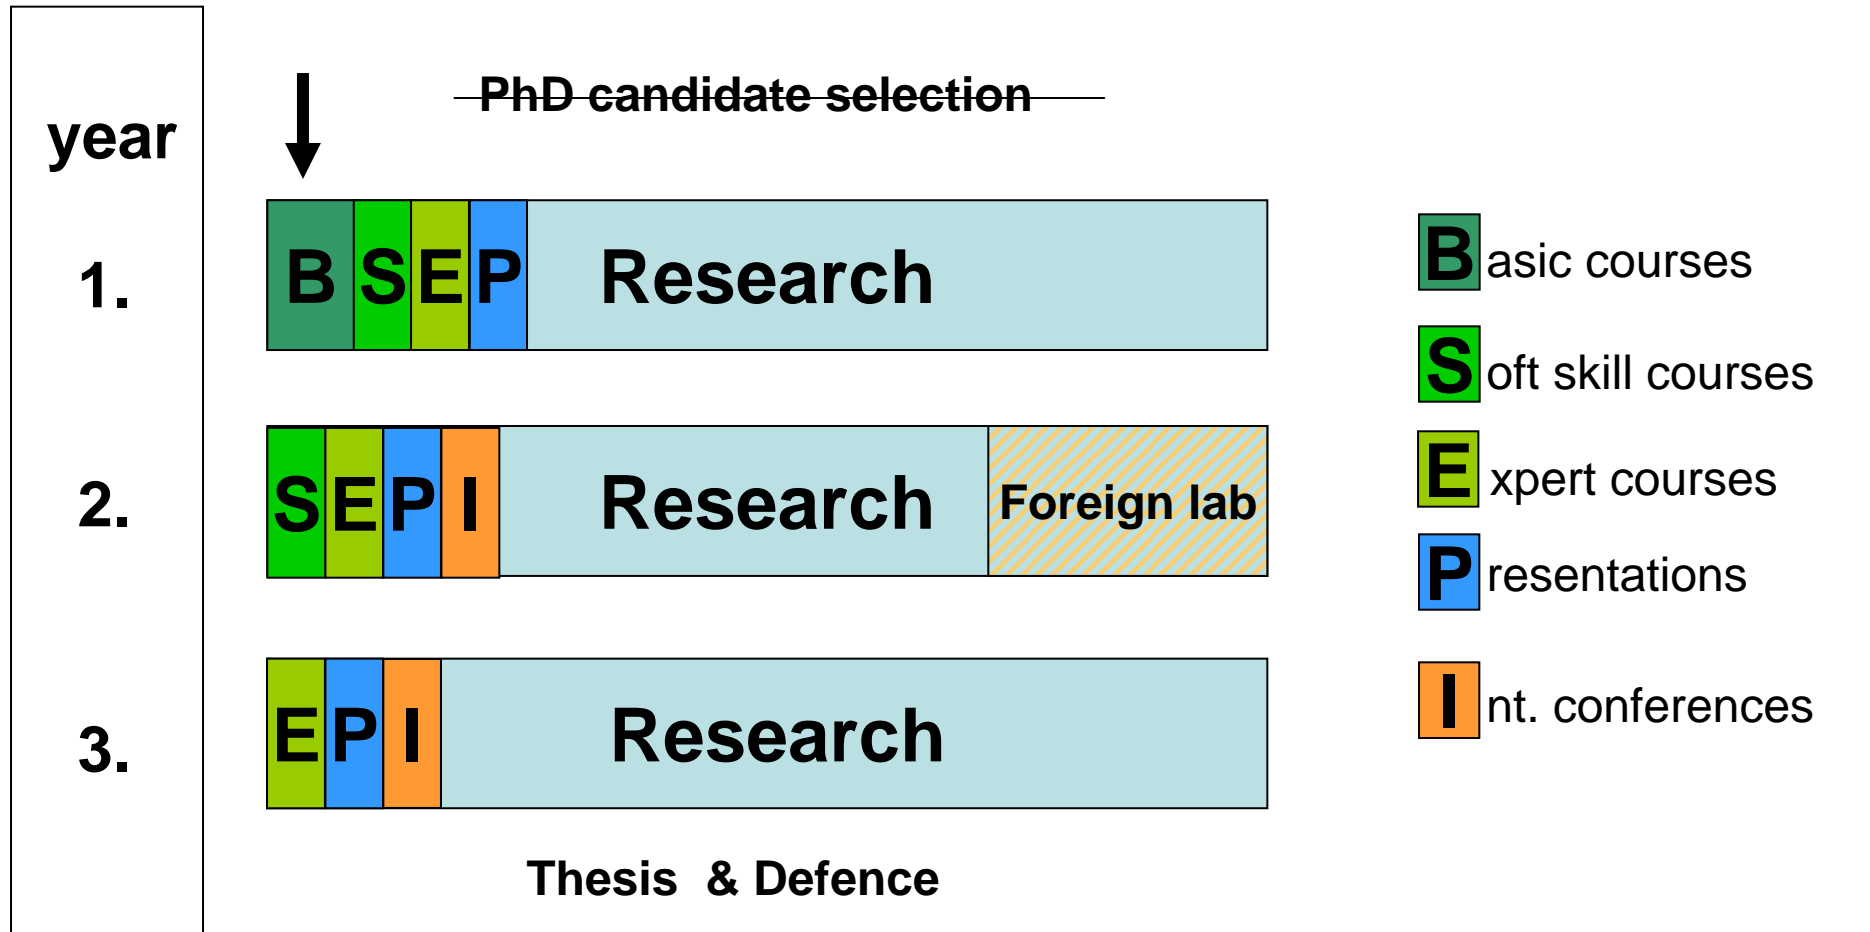 year
PhD candidate selection
1.
B S E P Research
2.
S E P I Research Foreign lab
3.
E P I Research
Thesis & Defence
Basic courses
Soft skill courses
Expert courses
Presentations
Int. conferences